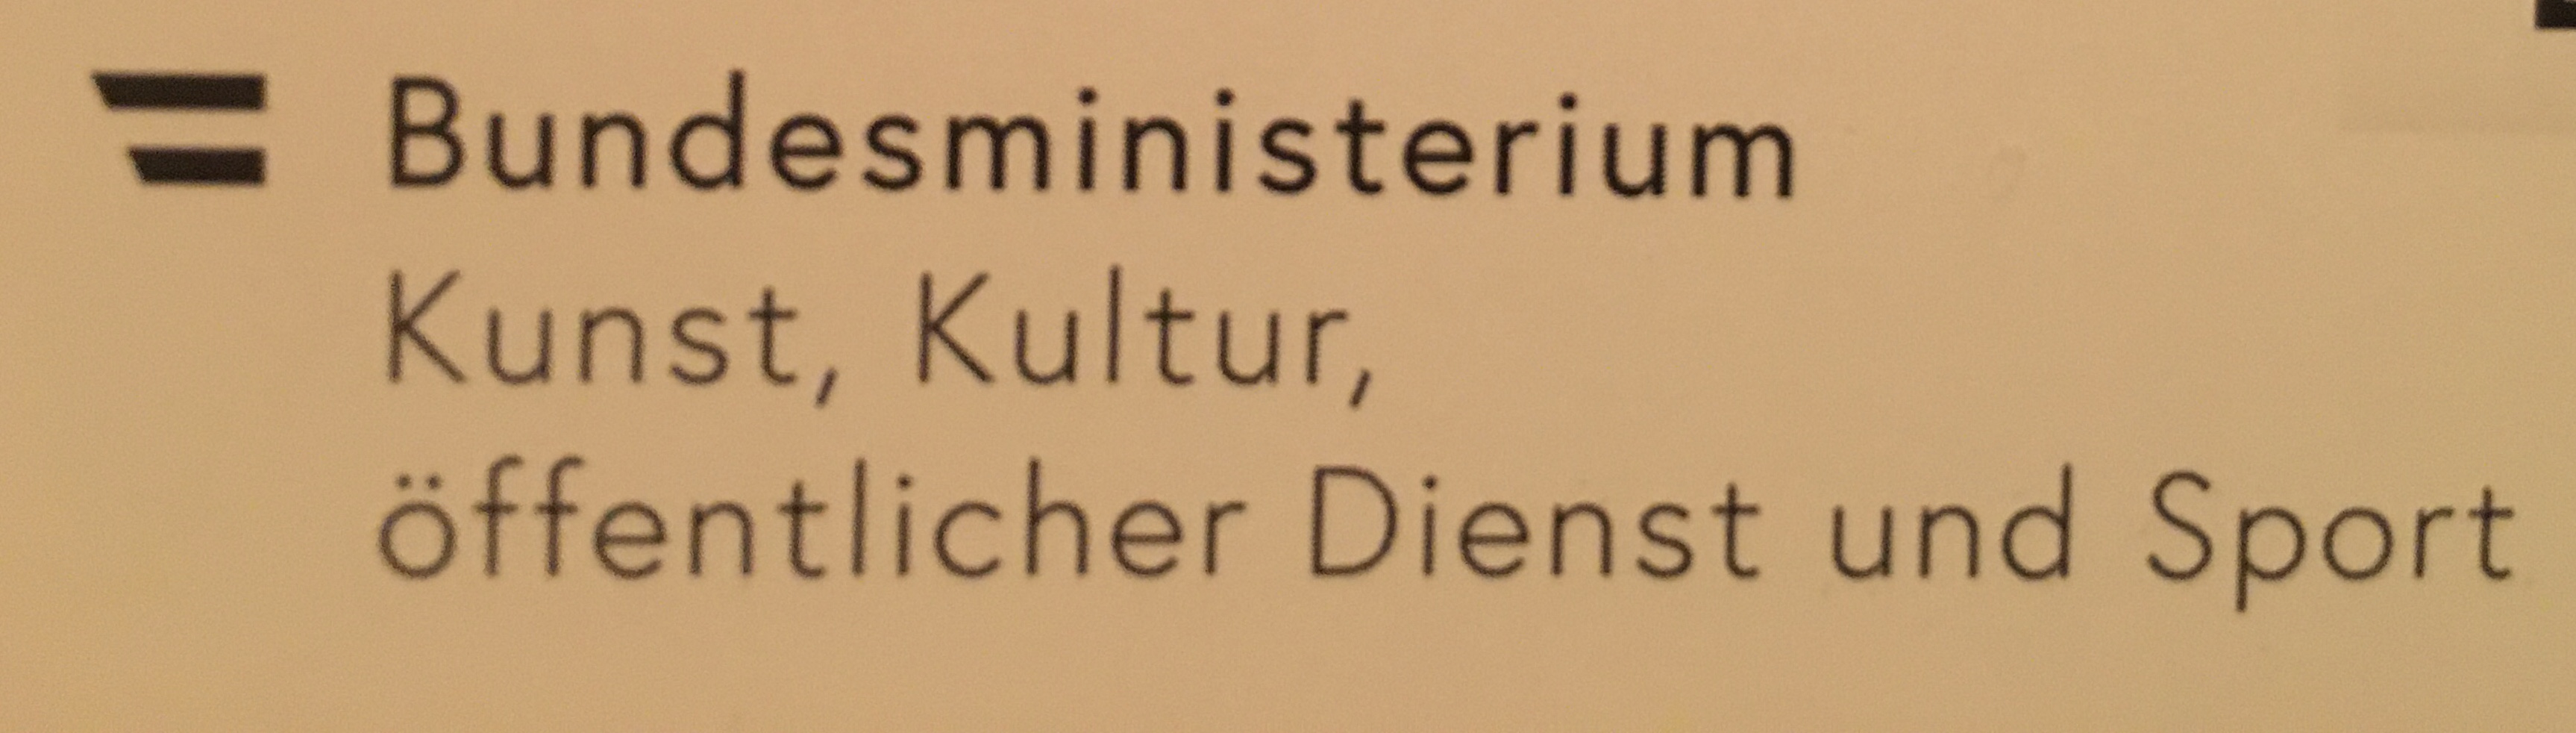 Bundesministerium
Kunst, Kultur,
öffentlicher Dienst und Sport